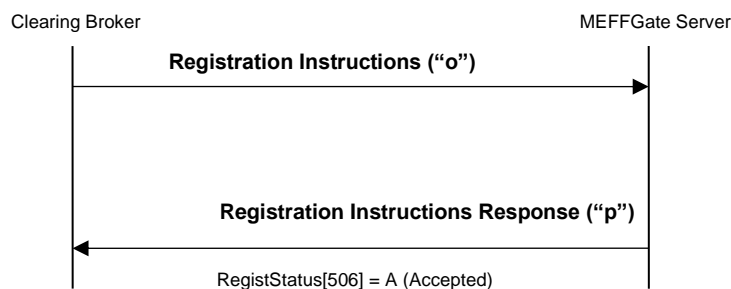 Clearing Broker
MEFFGate Server
Registration Instructions (“o”)
Registration Instructions Response (“p”)
RegistStatus[506] = A (Accepted)